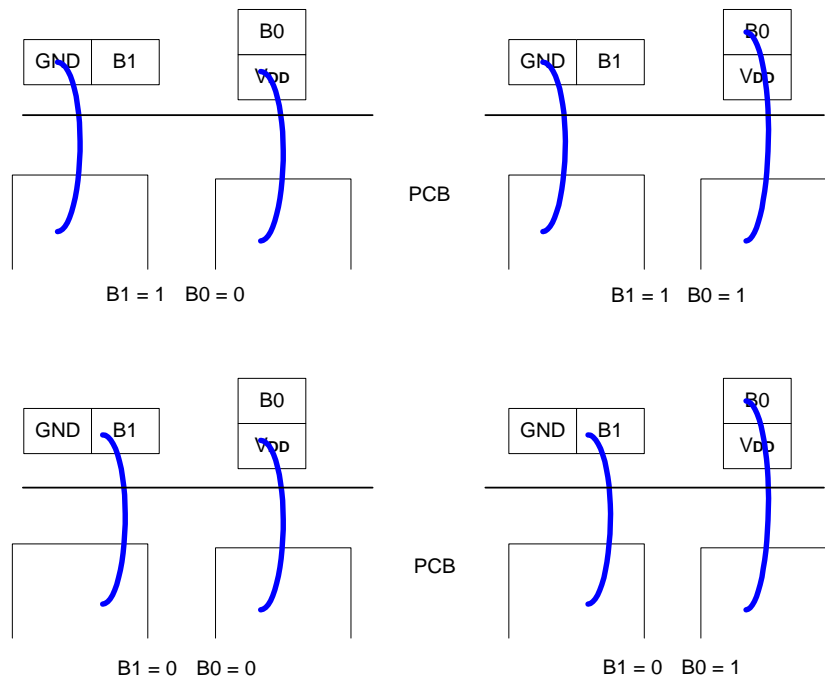 B0
B0
GND B1
GND B1
VDD
VDD
PCB
B1 = 1 B0 = 0
B1 = 1 B0 = 1
B0
B0
GND B1
GND B1
VDD
VDD
PCB
B1 = 0 B0 = 0
B1 = 0 B0 = 1